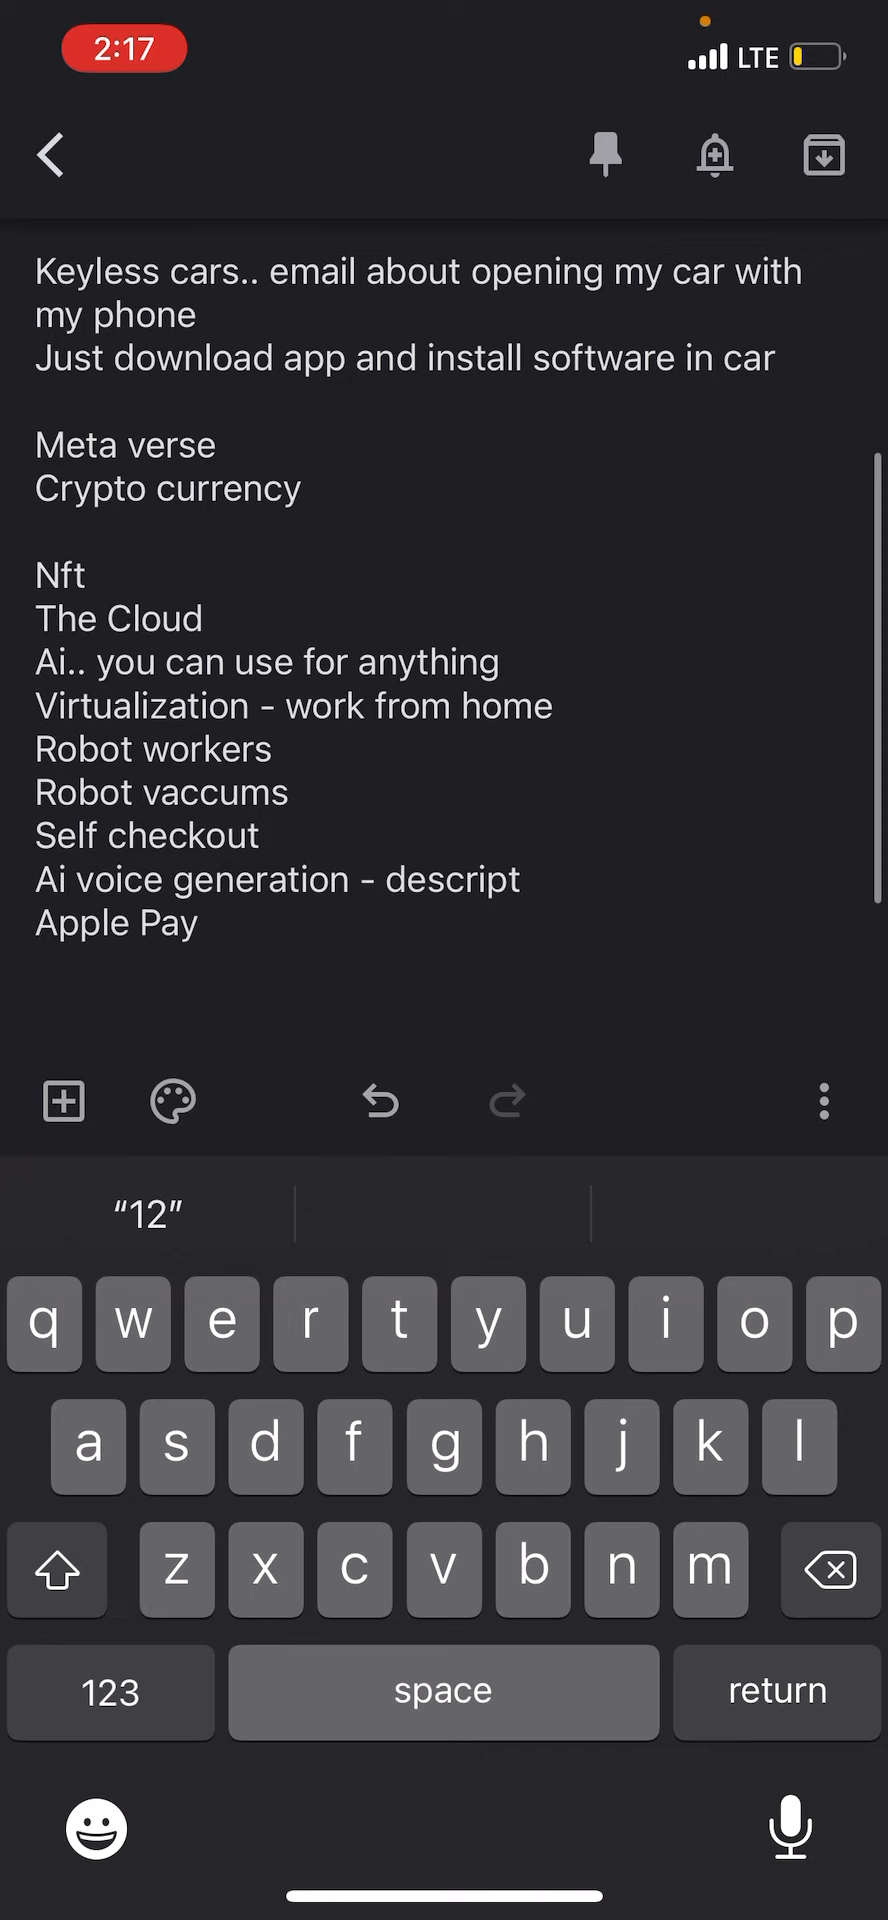 2:17
LTE
Keyless cars.. email about opening my car with
my phone
Just download app and install software in car
Meta verse
Crypto currency
Nft
The Cloud
Ai.. you can use for anything
Virtualization - work from home
Robot workers
Robot vaccums
Self checkout
Ai voice generation - descript
Apple Pay
“12”
q w e r t y u i o p
a s d f g h j k l
z x c v b n m
123 space return